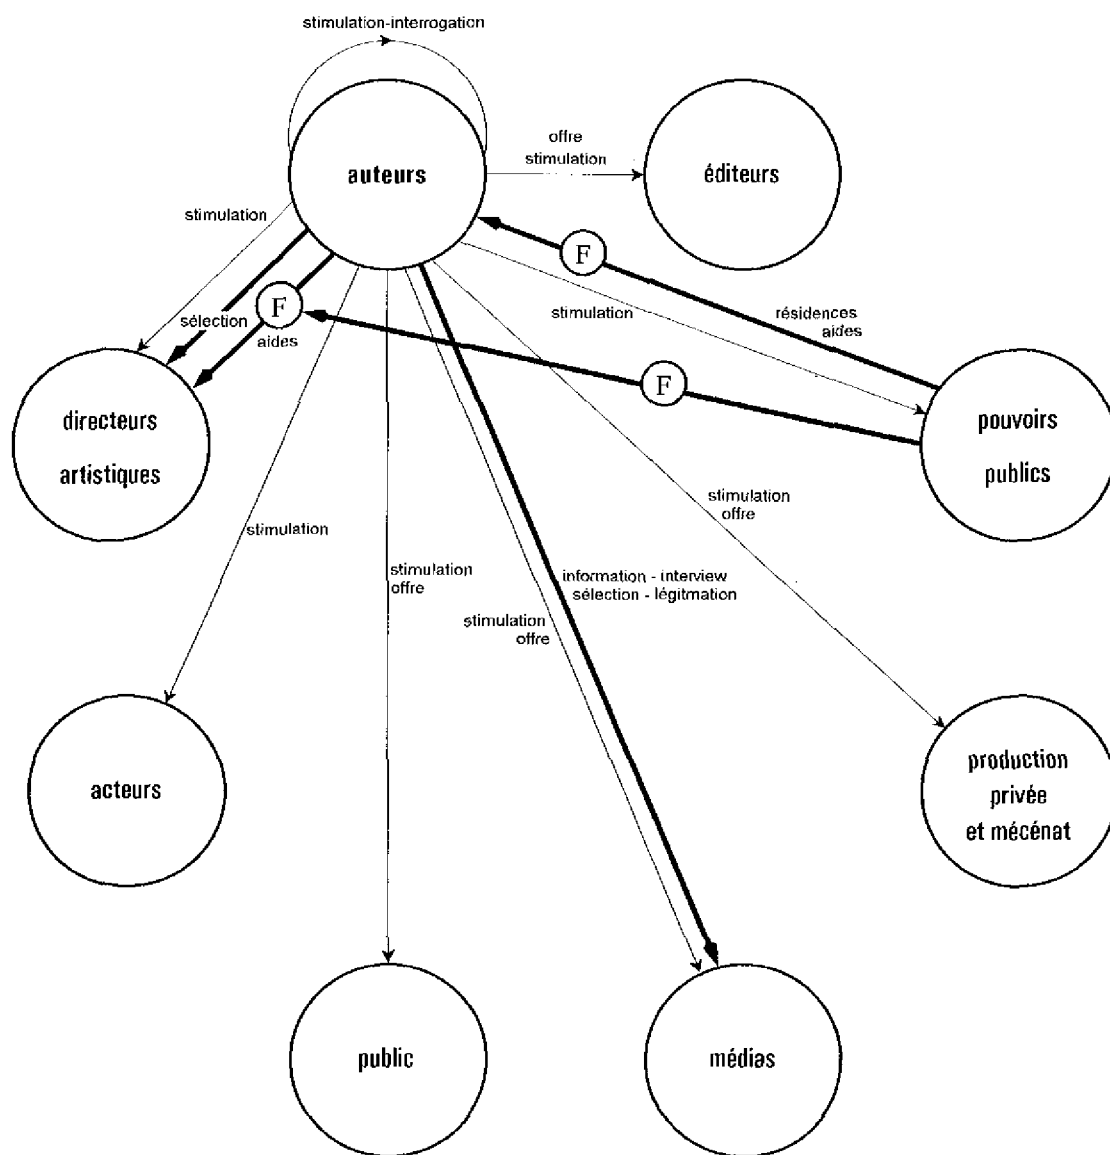 stimulation-interrogation
auteurs
offre
stimulation
éditeurs
stimulation
F
F
sélection
aides
stimulation
résidences
aides
F
directeurs
artistiques
pouvoirs
publics
stimulation
stimulation
offre
stimulation
offre
information - interview
sélection - légitmation
stimulation
offre
acteurs
production
privée
et mécénat
public
médias